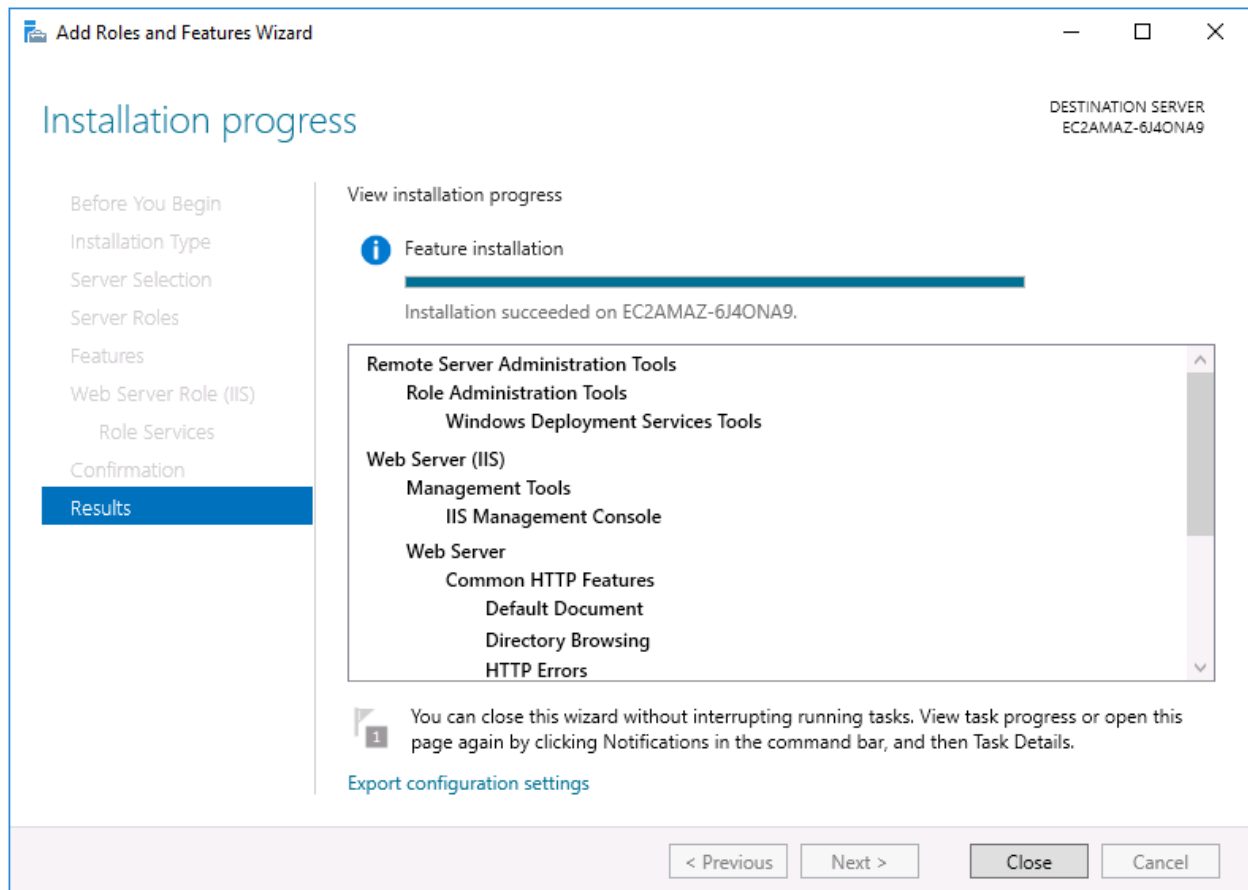 Add Roles and Features Wizard
Installation progress
DESTINATION SERVER
EC2AMAZ-6J4ONA9
Before You Begin
Installation Type
Server Selection
Server Roles
Features
Web Server Role (IIS)
Role Services
Confirmation
Results
View installation progress
Feature installation
Installation succeeded on EC2AMAZ-6J4ONA9.
Remote Server Administration Tools
Role Administration Tools
Windows Deployment Services Tools
Web Server (IIS)
Management Tools
IIS Management Console
Web Server
Common HTTP Features
Default Document
Directory Browsing
HTTP Errors
1
You can close this wizard without interrupting running tasks. View task progress or open this
page again by clicking Notifications in the command bar, and then Task Details.
Export configuration settings
< Previous
Next >
Close
Cancel